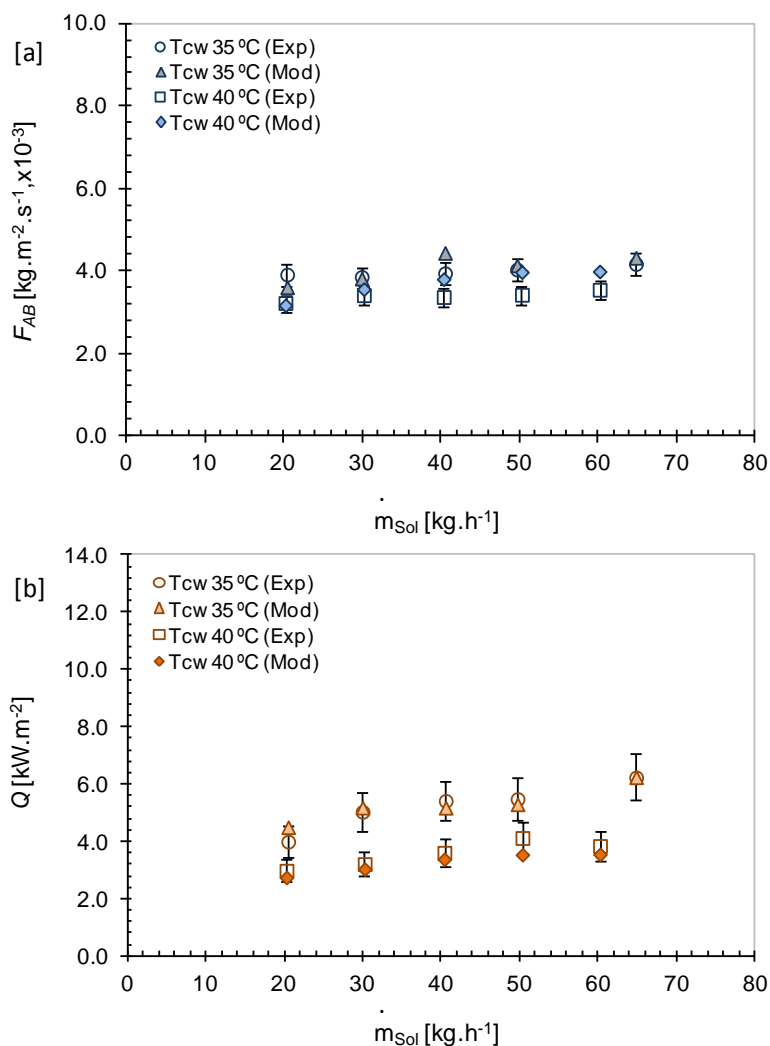 [a]
10.0
8.0
6.0
4.0
2.0
0.0
F_AB [kg.m⁻².s⁻¹,x10⁻³]
Tcw 35 ºC (Exp)
Tcw 35 ºC (Mod)
Tcw 40 ºC (Exp)
Tcw 40 ºC (Mod)
0 10 20 30 40 50 60 70 80
ṁ_Sol [kg.h⁻¹]
[b]
14.0
12.0
10.0
8.0
6.0
4.0
2.0
0.0
Q [kW.m⁻²]
Tcw 35 ºC (Exp)
Tcw 35 ºC (Mod)
Tcw 40 ºC (Exp)
Tcw 40 ºC (Mod)
0 10 20 30 40 50 60 70 80
ṁ_Sol [kg.h⁻¹]